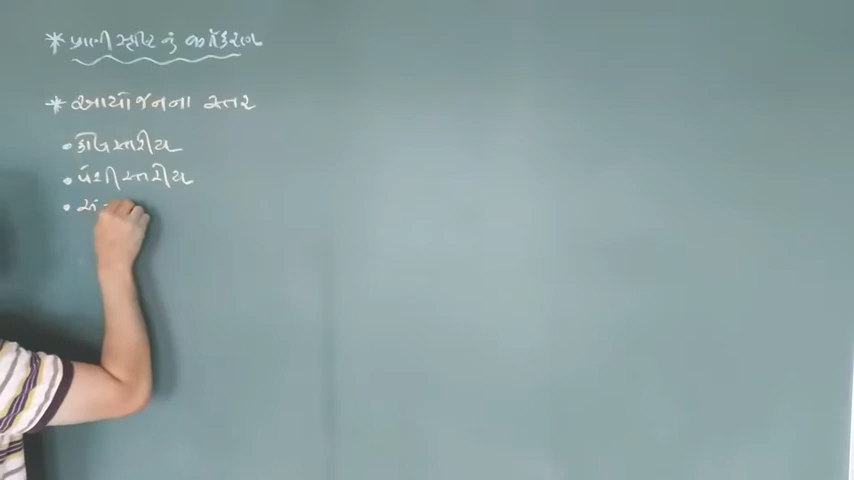 * પ્રાણીસૃષ્ટિ નું વર્ગીકરણ
* આયોજનના સ્તર
• કોષસ્તરીય
• પેશીસ્તરીય
• અં